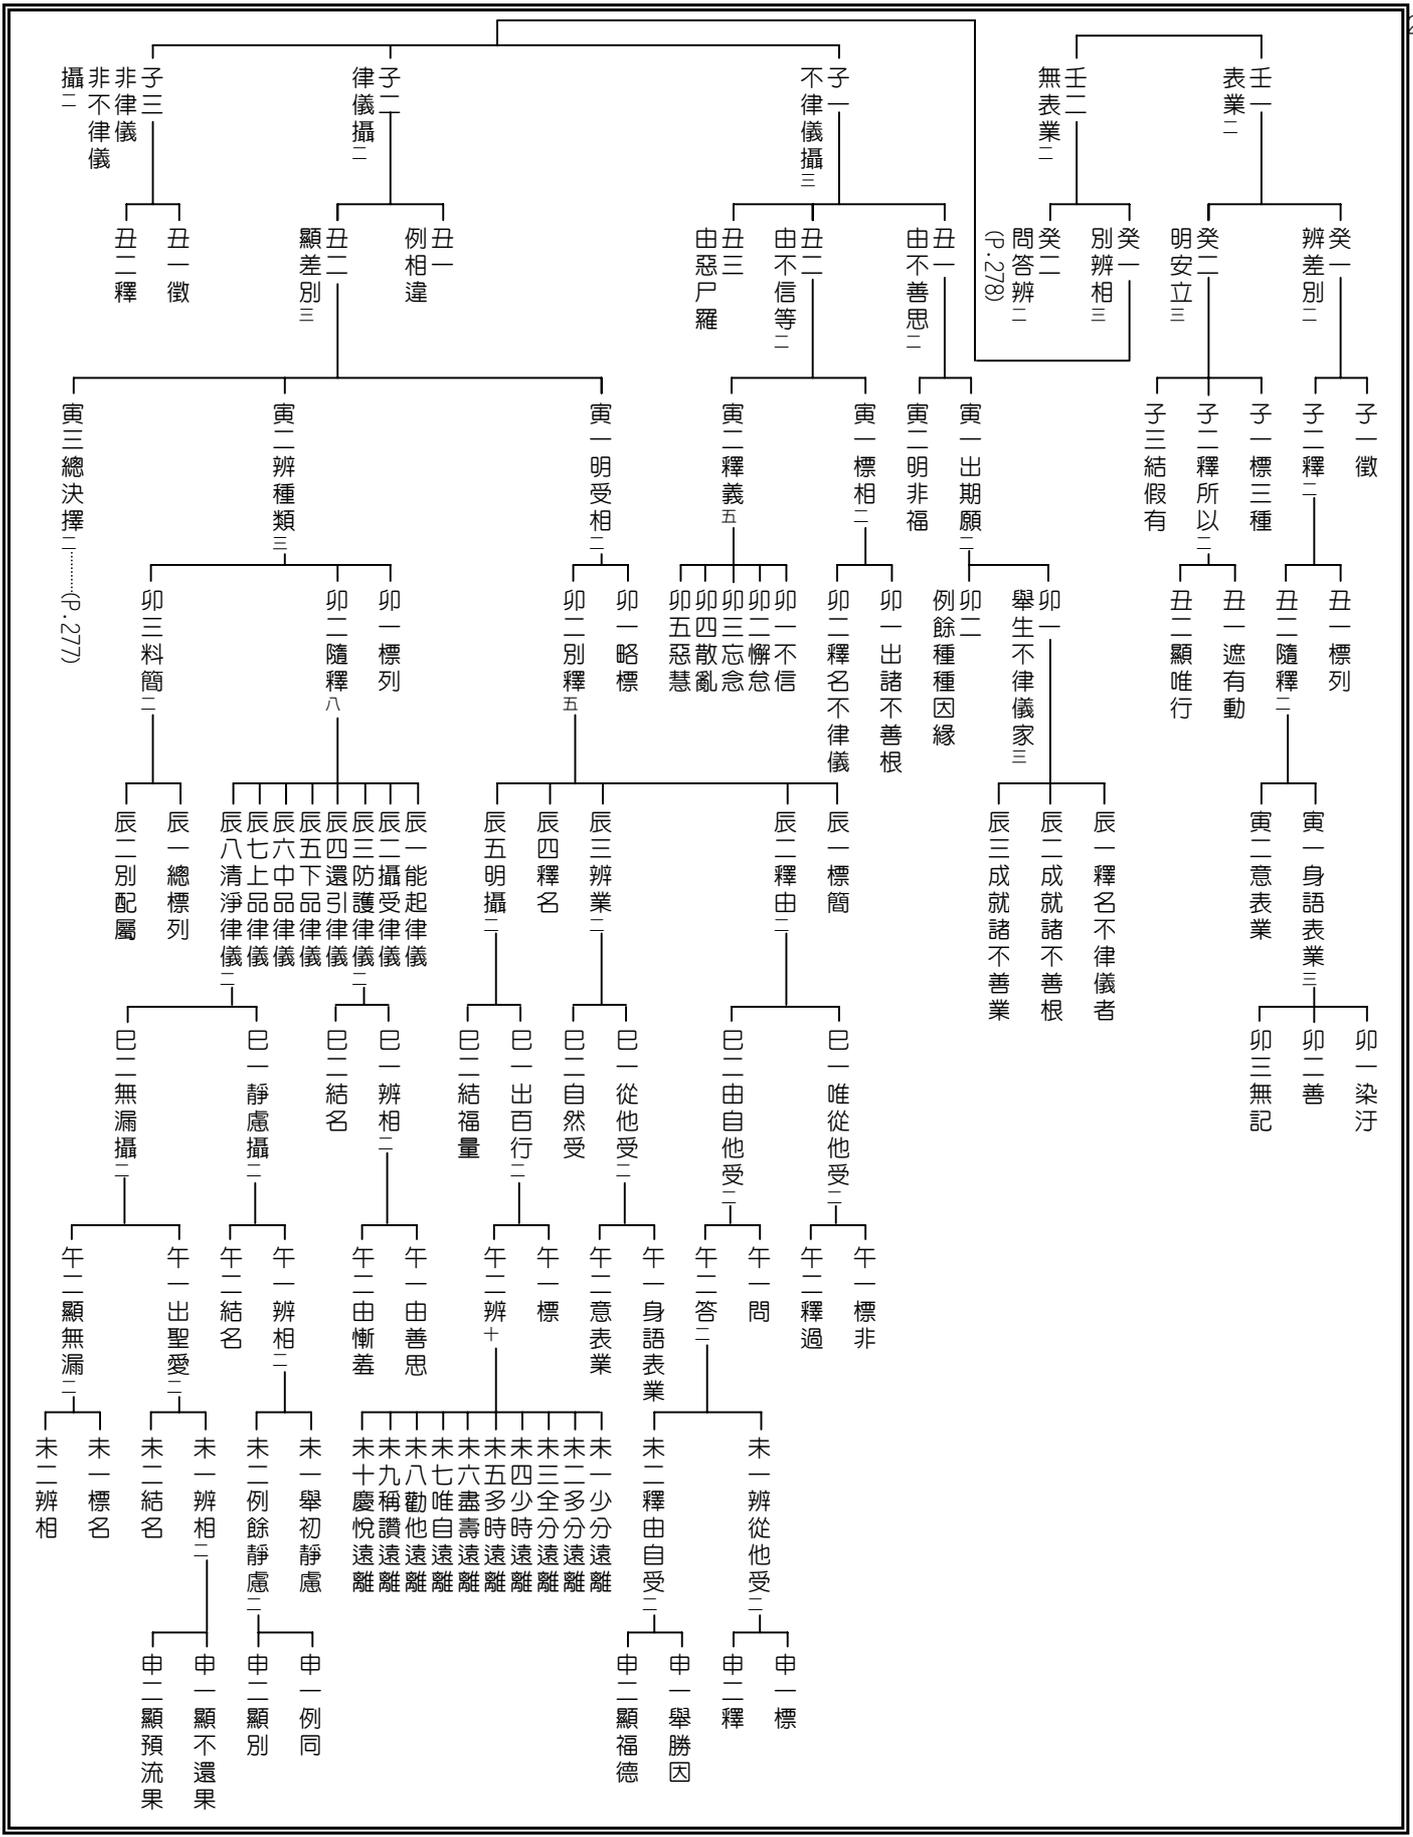 壬一
表業二
壬二
無表業二
子一
不律儀攝三
子二
律儀攝二
子三
非律儀
非不律儀
攝二
癸一
辨差別二
癸二
明安立三
癸一
別辨相三
癸二
問答辨二
(P.278)
丑一
由不善思二
丑二
由不信等二
丑三
由惡尸羅
丑一
例相違
丑二
顯差別三
丑一徵
丑二釋
子一徵
子二釋二
子一標三種
子二釋所以二
子三結假有
寅一出期願二
寅二明非福
寅一標相二
寅二釋義五
寅一明受相二
寅二辨種類三
寅三總決擇二………(P.277)
丑一標列
丑二隨釋二
丑一遮有動
丑二顯唯行
卯一
舉生不律儀家三
卯二
例餘種種因緣
卯一出諸不善根
卯二釋名不律儀
卯一不信
卯二懈怠
卯三忘念
卯四散亂
卯五惡慧
卯一略標
卯二別釋五
卯一標列
卯二隨釋八
卯三料簡二
寅一身語表業三
寅二意表業
辰一釋名不律儀者
辰二成就諸不善根
辰三成就諸不善業
辰一標簡
辰二釋由二
辰三辨業二
辰四釋名
辰五明攝二
辰一能起律儀
辰二攝受律儀
辰三防護律儀二
辰四還引律儀
辰五下品律儀
辰六中品律儀
辰七上品律儀
辰八清淨律儀二
辰一總標列
辰二別配屬
卯一染汙
卯二善
卯三無記
巳一唯從他受二
巳二由自他受二
巳一從他受二
巳二自然受
巳一出百行二
巳二結福量
巳一辨相二
巳二結名
巳一靜慮攝二
巳二無漏攝二
午一標非
午二釋過
午一問
午二答二
午一身語表業
午二意表業
午一標
午二辨十
午一由善思
午二由慚羞
午一辨相二
午二結名
午一出聖愛二
午二顯無漏二
未一辨從他受二
未二釋由自受二
未一少分遠離
未二多分遠離
未三全分遠離
未四少時遠離
未五多時遠離
未六盡壽遠離
未七唯自遠離
未八勸他遠離
未九稱讚遠離
未十慶悅遠離
未一舉初靜慮
未二例餘靜慮二
未一辨相二
未二結名
未一標名
未二辨相
申一標
申二釋
申一舉勝因
申二顯福德
申一例同
申二顯別
申一顯不還果
申二顯預流果